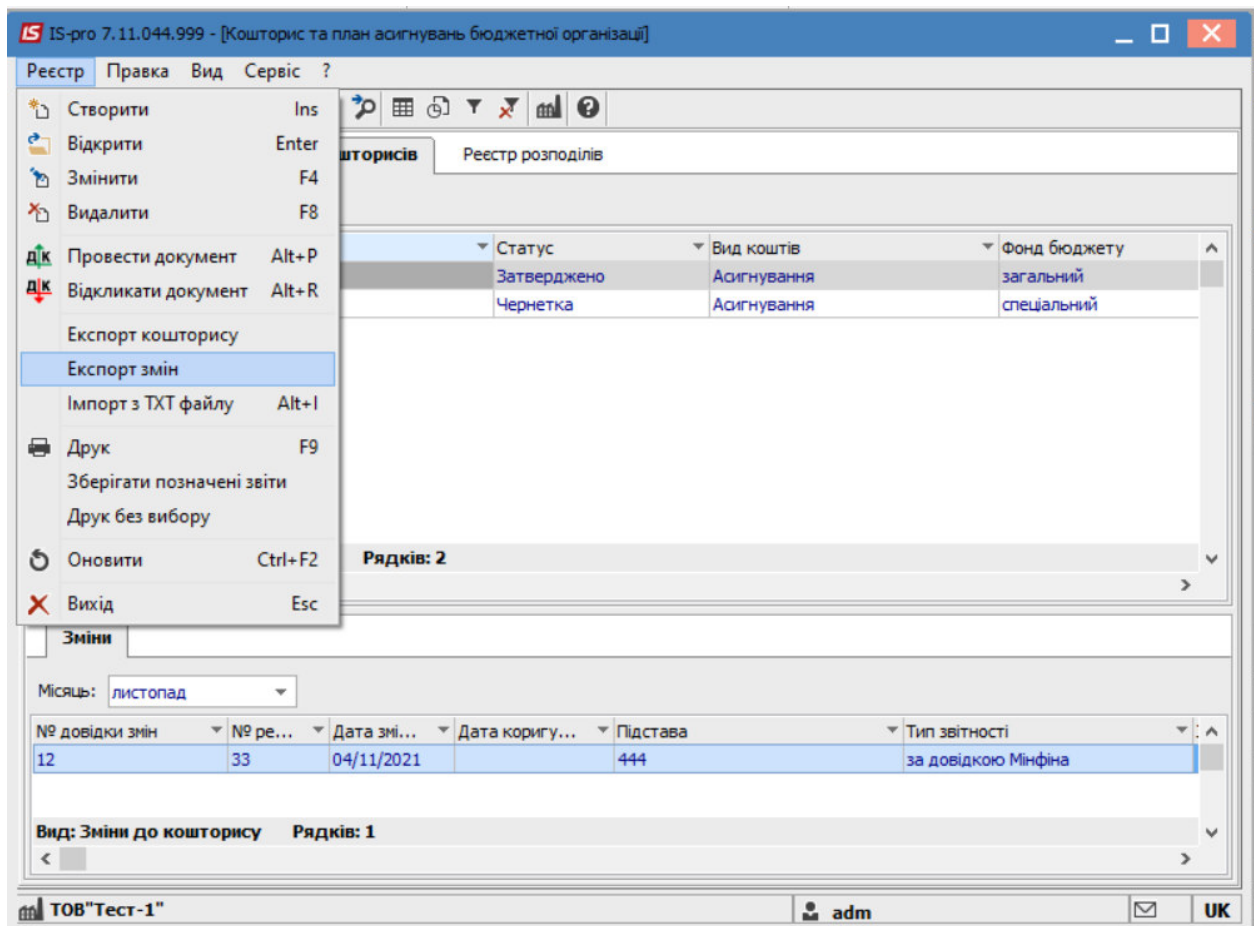 IS-pro 7.11.044.999 - [Кошторис та план асигнувань бюджетної організації]
Реєстр Правка Вид Сервіс ?
Створити Ins
Відкрити Enter
Змінити F4
Видалити F8
Провести документ Alt+P
Відкликати документ Alt+R
Експорт кошторису
Експорт змін
Імпорт з TXT файлу Alt+I
Друк F9
Зберігати позначені звіти
Друк без вибору
Оновити Ctrl+F2
Вихід Esc
шторисів Реєстр розподілів
Статус Вид коштів Фонд бюджету
Затверджено Асигнування загальний
Чернетка Асигнування спеціальний
Рядків: 2
Зміни
Місяць: листопад
№ довідки змін № ре... Дата змі... Дата коригу... Підстава Тип звітності
12 33 04/11/2021 444 за довідкою Мінфіна
Вид: Зміни до кошторису Рядків: 1
ТОВ"Тест-1" adm UK